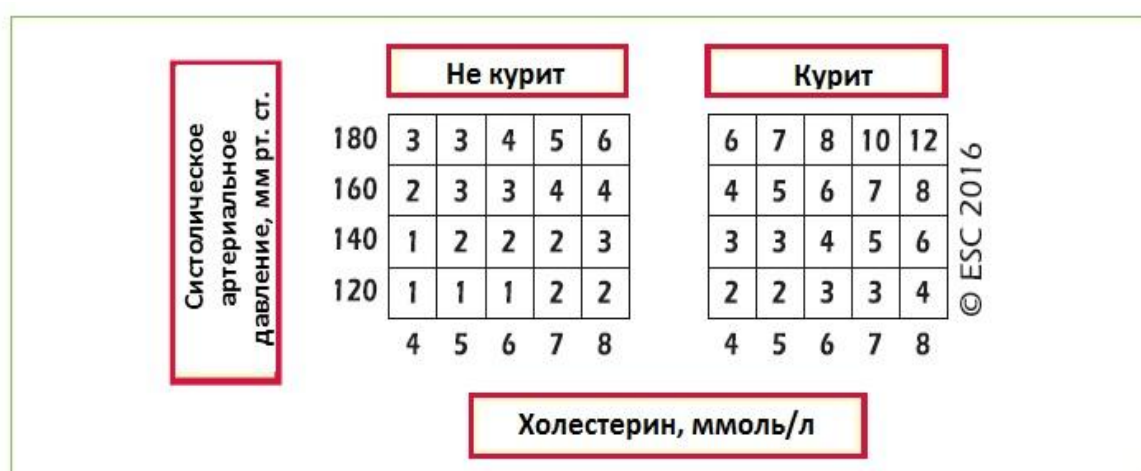 Не курит Курит
Систолическое
артериальное
давление, мм рт. ст.
180 3 3 4 5 6 6 7 8 10 12
160 2 3 3 4 4 4 5 6 7 8
140 1 2 2 2 3 3 3 4 5 6
120 1 1 1 2 2 2 2 3 3 4
4 5 6 7 8 4 5 6 7 8
© ESC 2016
Холестерин, ммоль/л